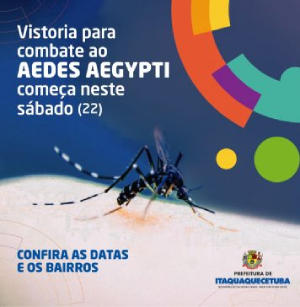 Vistoria para
combate ao
AEDES AEGYPTI
começa neste
sábado (22)
CONFIRA AS DATAS
E OS BAIRROS
PREFEITURA DE
ITAQUAQUECETUBA